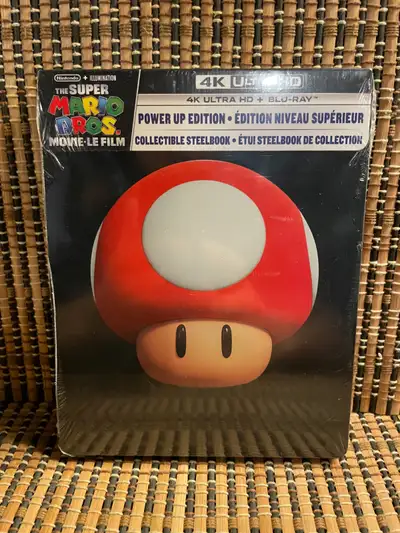 Nintendo + ILLUMINATION
THE SUPER
MARIO
BROS.
MOVIE • LE FILM
4K ULTRA HD
4K ULTRA HD + BLU-RAY™
POWER UP EDITION • ÉDITION NIVEAU SUPÉRIEUR
COLLECTIBLE STEELBOOK • ÉTUI STEELBOOK DE COLLECTION